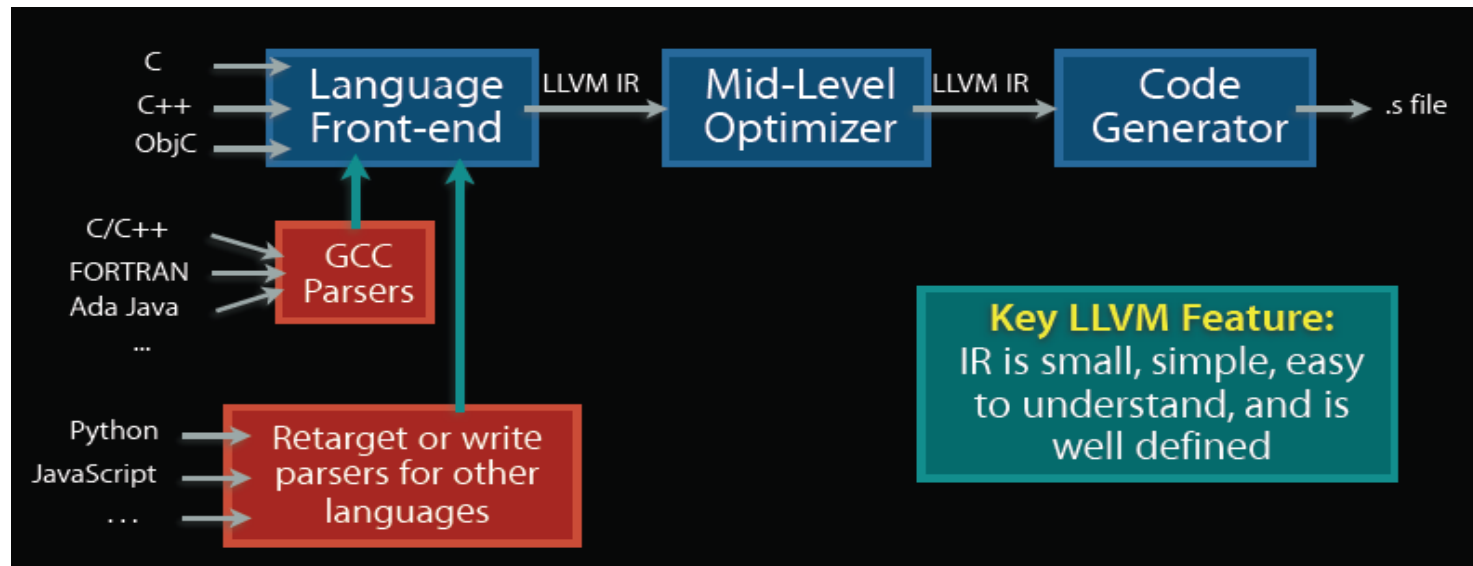 C
C++
ObjC
Language
Front-end
LLVM IR
Mid-Level
Optimizer
LLVM IR
Code
Generator
.s file
C/C++
FORTRAN
Ada Java
...
GCC
Parsers
Key LLVM Feature:
IR is small, simple, easy
to understand, and is
well defined
Python
JavaScript
...
Retarget or write
parsers for other
languages